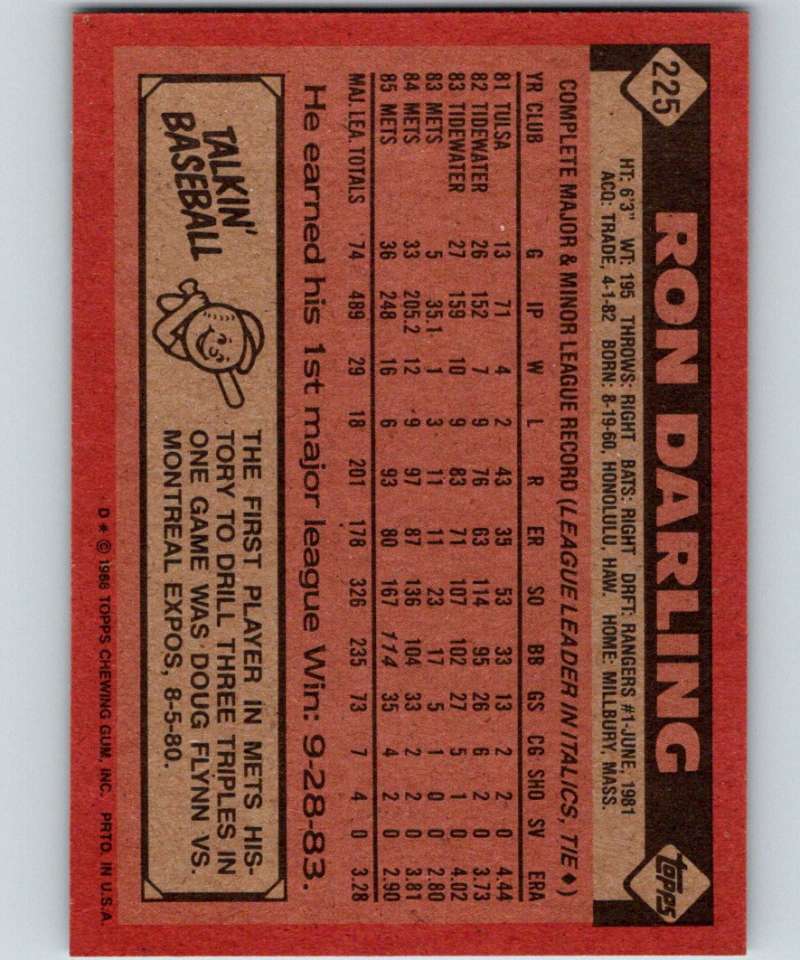 225
RON DARLING
TOPPS
HT: 6'3" WT: 195 THROWS: RIGHT BATS: RIGHT DRFT: RANGERS #1-JUNE, 1981
ACQ: TRADE, 4-1-82 BORN: 8-19-60, HONOLULU, HAW. HOME: MILLBURY, MASS.
COMPLETE MAJOR & MINOR LEAGUE RECORD (LEAGUE LEADER IN ITALICS, TIE ♦)
YR CLUB G IP W L R ER SO BB GS CG SHO SV ERA
81 TULSA 13 71 4 2 43 35 53 33 13 2 2 0 4.44
82 TIDEWATER 26 152 7 9 76 63 114 95 26 6 2 0 3.73
83 TIDEWATER 27 159 10 9 83 71 107 102 27 5 1 0 4.02
83 METS 5 35.1 1 3 11 11 23 17 5 1 0 0 2.80
84 METS 33 205.2 12 9 97 87 136 104 33 2 2 0 3.81
85 METS 36 248 16 6 93 80 167 114 35 4 2 0 2.90
MAJ. LEA. TOTALS 74 489 29 18 201 178 326 235 73 7 4 0 3.28
He earned his 1st major league Win: 9-28-83.
TALKIN'
BASEBALL
THE FIRST PLAYER IN METS HIS-
TORY TO DRILL THREE TRIPLES IN
ONE GAME WAS DOUG FLYNN VS.
MONTREAL EXPOS, 8-5-80.
D* © 1986 TOPPS CHEWING GUM, INC. PRTD. IN U.S.A.